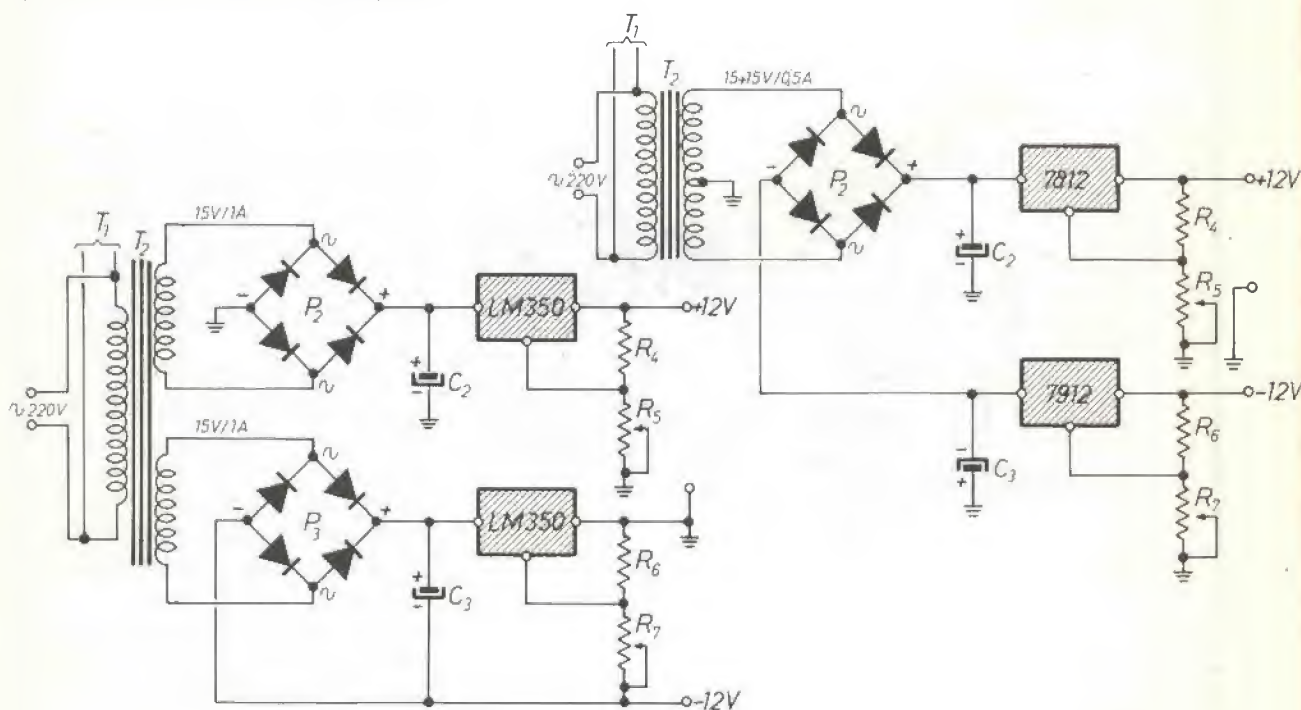 T1
T2
15V/1A
~220V
~
-
P2
+
~
+
-
C2
LM350
+12V
R4
R5
15V/1A
~
-
P3
+
~
+
-
C3
LM350
R6
R7
-12V
T1
T2
15+15V/0,5A
~220V
~
-
P2
+
~
+
-
C2
7812
+12V
R4
R5
-
+
C3
7912
-12V
R6
R7